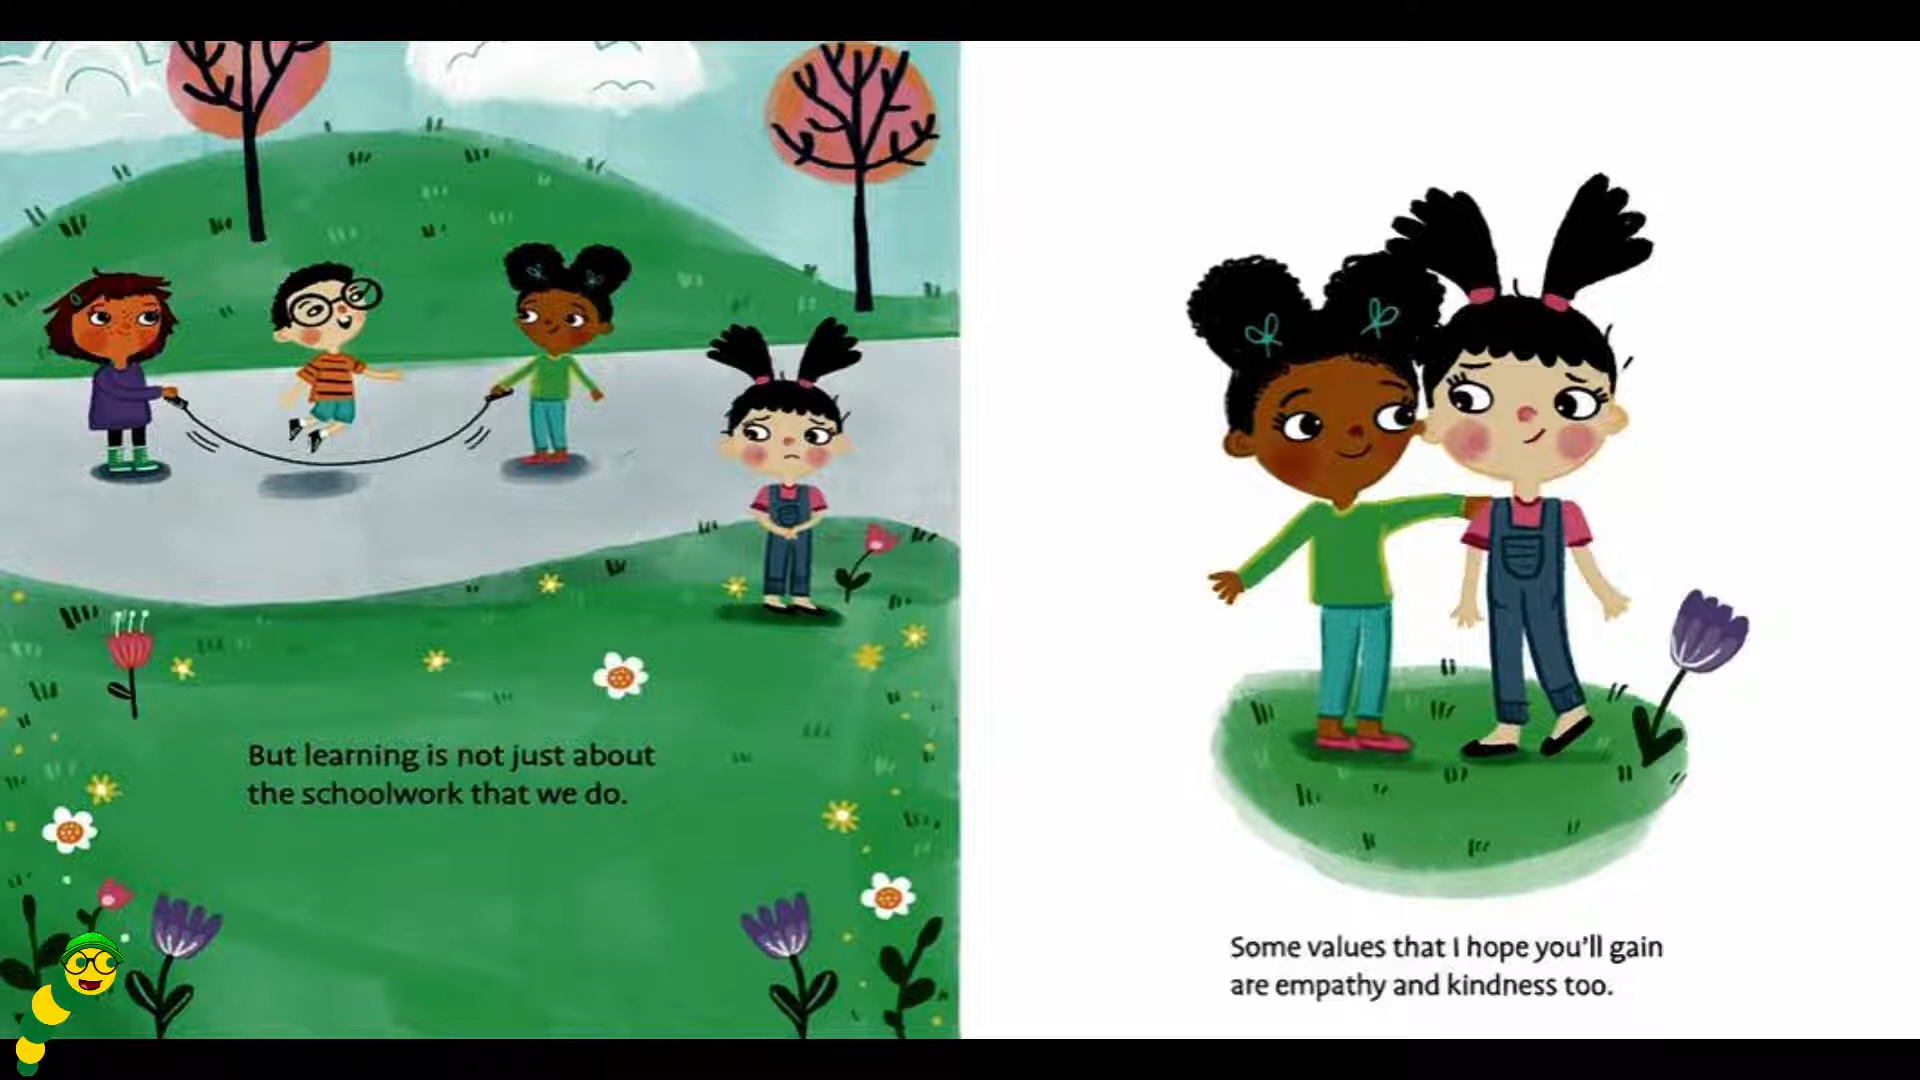 But learning is not just about
the schoolwork that we do.
Some values that I hope you'll gain
are empathy and kindness too.